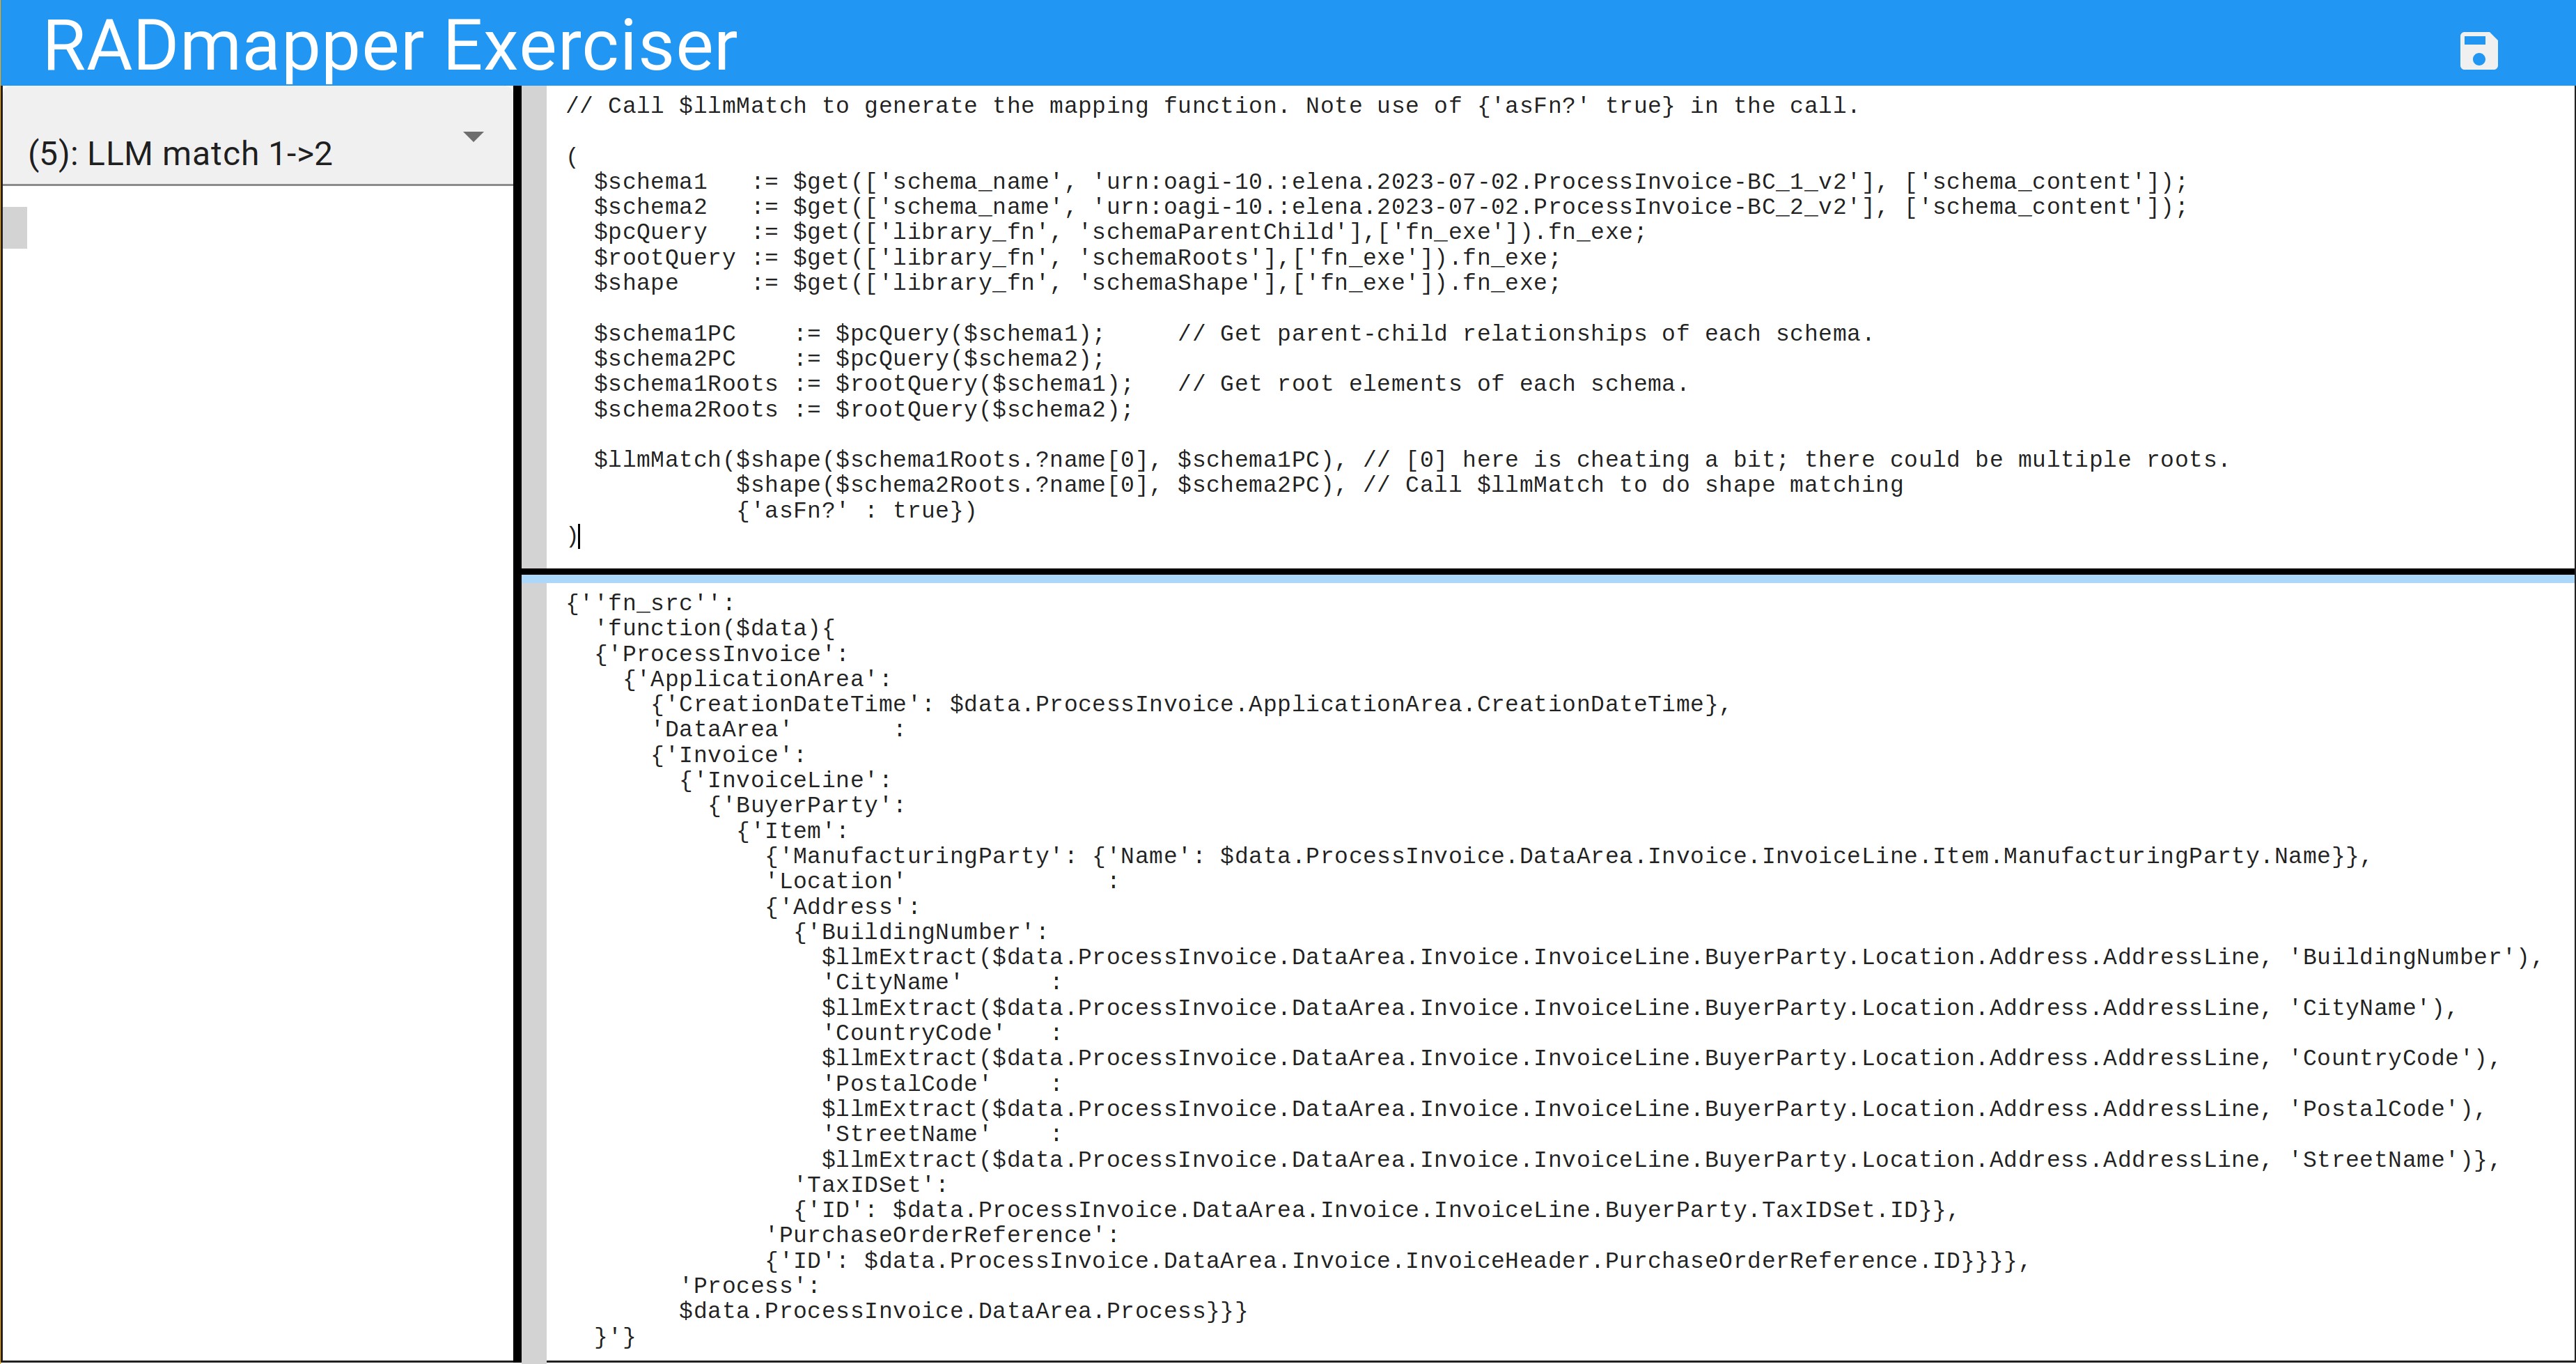 RADmapper Exerciser
(5): LLM match 1->2
// Call $llmMatch to generate the mapping function. Note use of {'asFn?' true} in the call.
(
  $schema1   := $get(['schema_name', 'urn:oagi-10.:elena.2023-07-02.ProcessInvoice-BC_1_v2'], ['schema_content']);
  $schema2   := $get(['schema_name', 'urn:oagi-10.:elena.2023-07-02.ProcessInvoice-BC_2_v2'], ['schema_content']);
  $pcQuery   := $get(['library_fn', 'schemaParentChild'],['fn_exe']).fn_exe;
  $rootQuery := $get(['library_fn', 'schemaRoots'],['fn_exe']).fn_exe;
  $shape     := $get(['library_fn', 'schemaShape'],['fn_exe']).fn_exe;
  $schema1PC    := $pcQuery($schema1);     // Get parent-child relationships of each schema.
  $schema2PC    := $pcQuery($schema2);
  $schema1Roots := $rootQuery($schema1);   // Get root elements of each schema.
  $schema2Roots := $rootQuery($schema2);
  $llmMatch($shape($schema1Roots.?name[0], $schema1PC), // [0] here is cheating a bit; there could be multiple roots.
            $shape($schema2Roots.?name[0], $schema2PC), // Call $llmMatch to do shape matching
            {'asFn?' : true})
)
{''fn_src'':
  'function($data){
  {'ProcessInvoice':
    {'ApplicationArea':
      {'CreationDateTime': $data.ProcessInvoice.ApplicationArea.CreationDateTime},
      'DataArea'       :
      {'Invoice':
        {'InvoiceLine':
          {'BuyerParty':
            {'Item':
              {'ManufacturingParty': {'Name': $data.ProcessInvoice.DataArea.Invoice.InvoiceLine.Item.ManufacturingParty.Name}},
              'Location'              :
              {'Address':
                {'BuildingNumber':
                  $llmExtract($data.ProcessInvoice.DataArea.Invoice.InvoiceLine.BuyerParty.Location.Address.AddressLine, 'BuildingNumber'),
                  'CityName'      :
                  $llmExtract($data.ProcessInvoice.DataArea.Invoice.InvoiceLine.BuyerParty.Location.Address.AddressLine, 'CityName'),
                  'CountryCode'   :
                  $llmExtract($data.ProcessInvoice.DataArea.Invoice.InvoiceLine.BuyerParty.Location.Address.AddressLine, 'CountryCode'),
                  'PostalCode'    :
                  $llmExtract($data.ProcessInvoice.DataArea.Invoice.InvoiceLine.BuyerParty.Location.Address.AddressLine, 'PostalCode'),
                  'StreetName'    :
                  $llmExtract($data.ProcessInvoice.DataArea.Invoice.InvoiceLine.BuyerParty.Location.Address.AddressLine, 'StreetName')},
                'TaxIDSet':
                {'ID': $data.ProcessInvoice.DataArea.Invoice.InvoiceLine.BuyerParty.TaxIDSet.ID}},
              'PurchaseOrderReference':
              {'ID': $data.ProcessInvoice.DataArea.Invoice.InvoiceHeader.PurchaseOrderReference.ID}}}},
        'Process':
        $data.ProcessInvoice.DataArea.Process}}}
  }'}